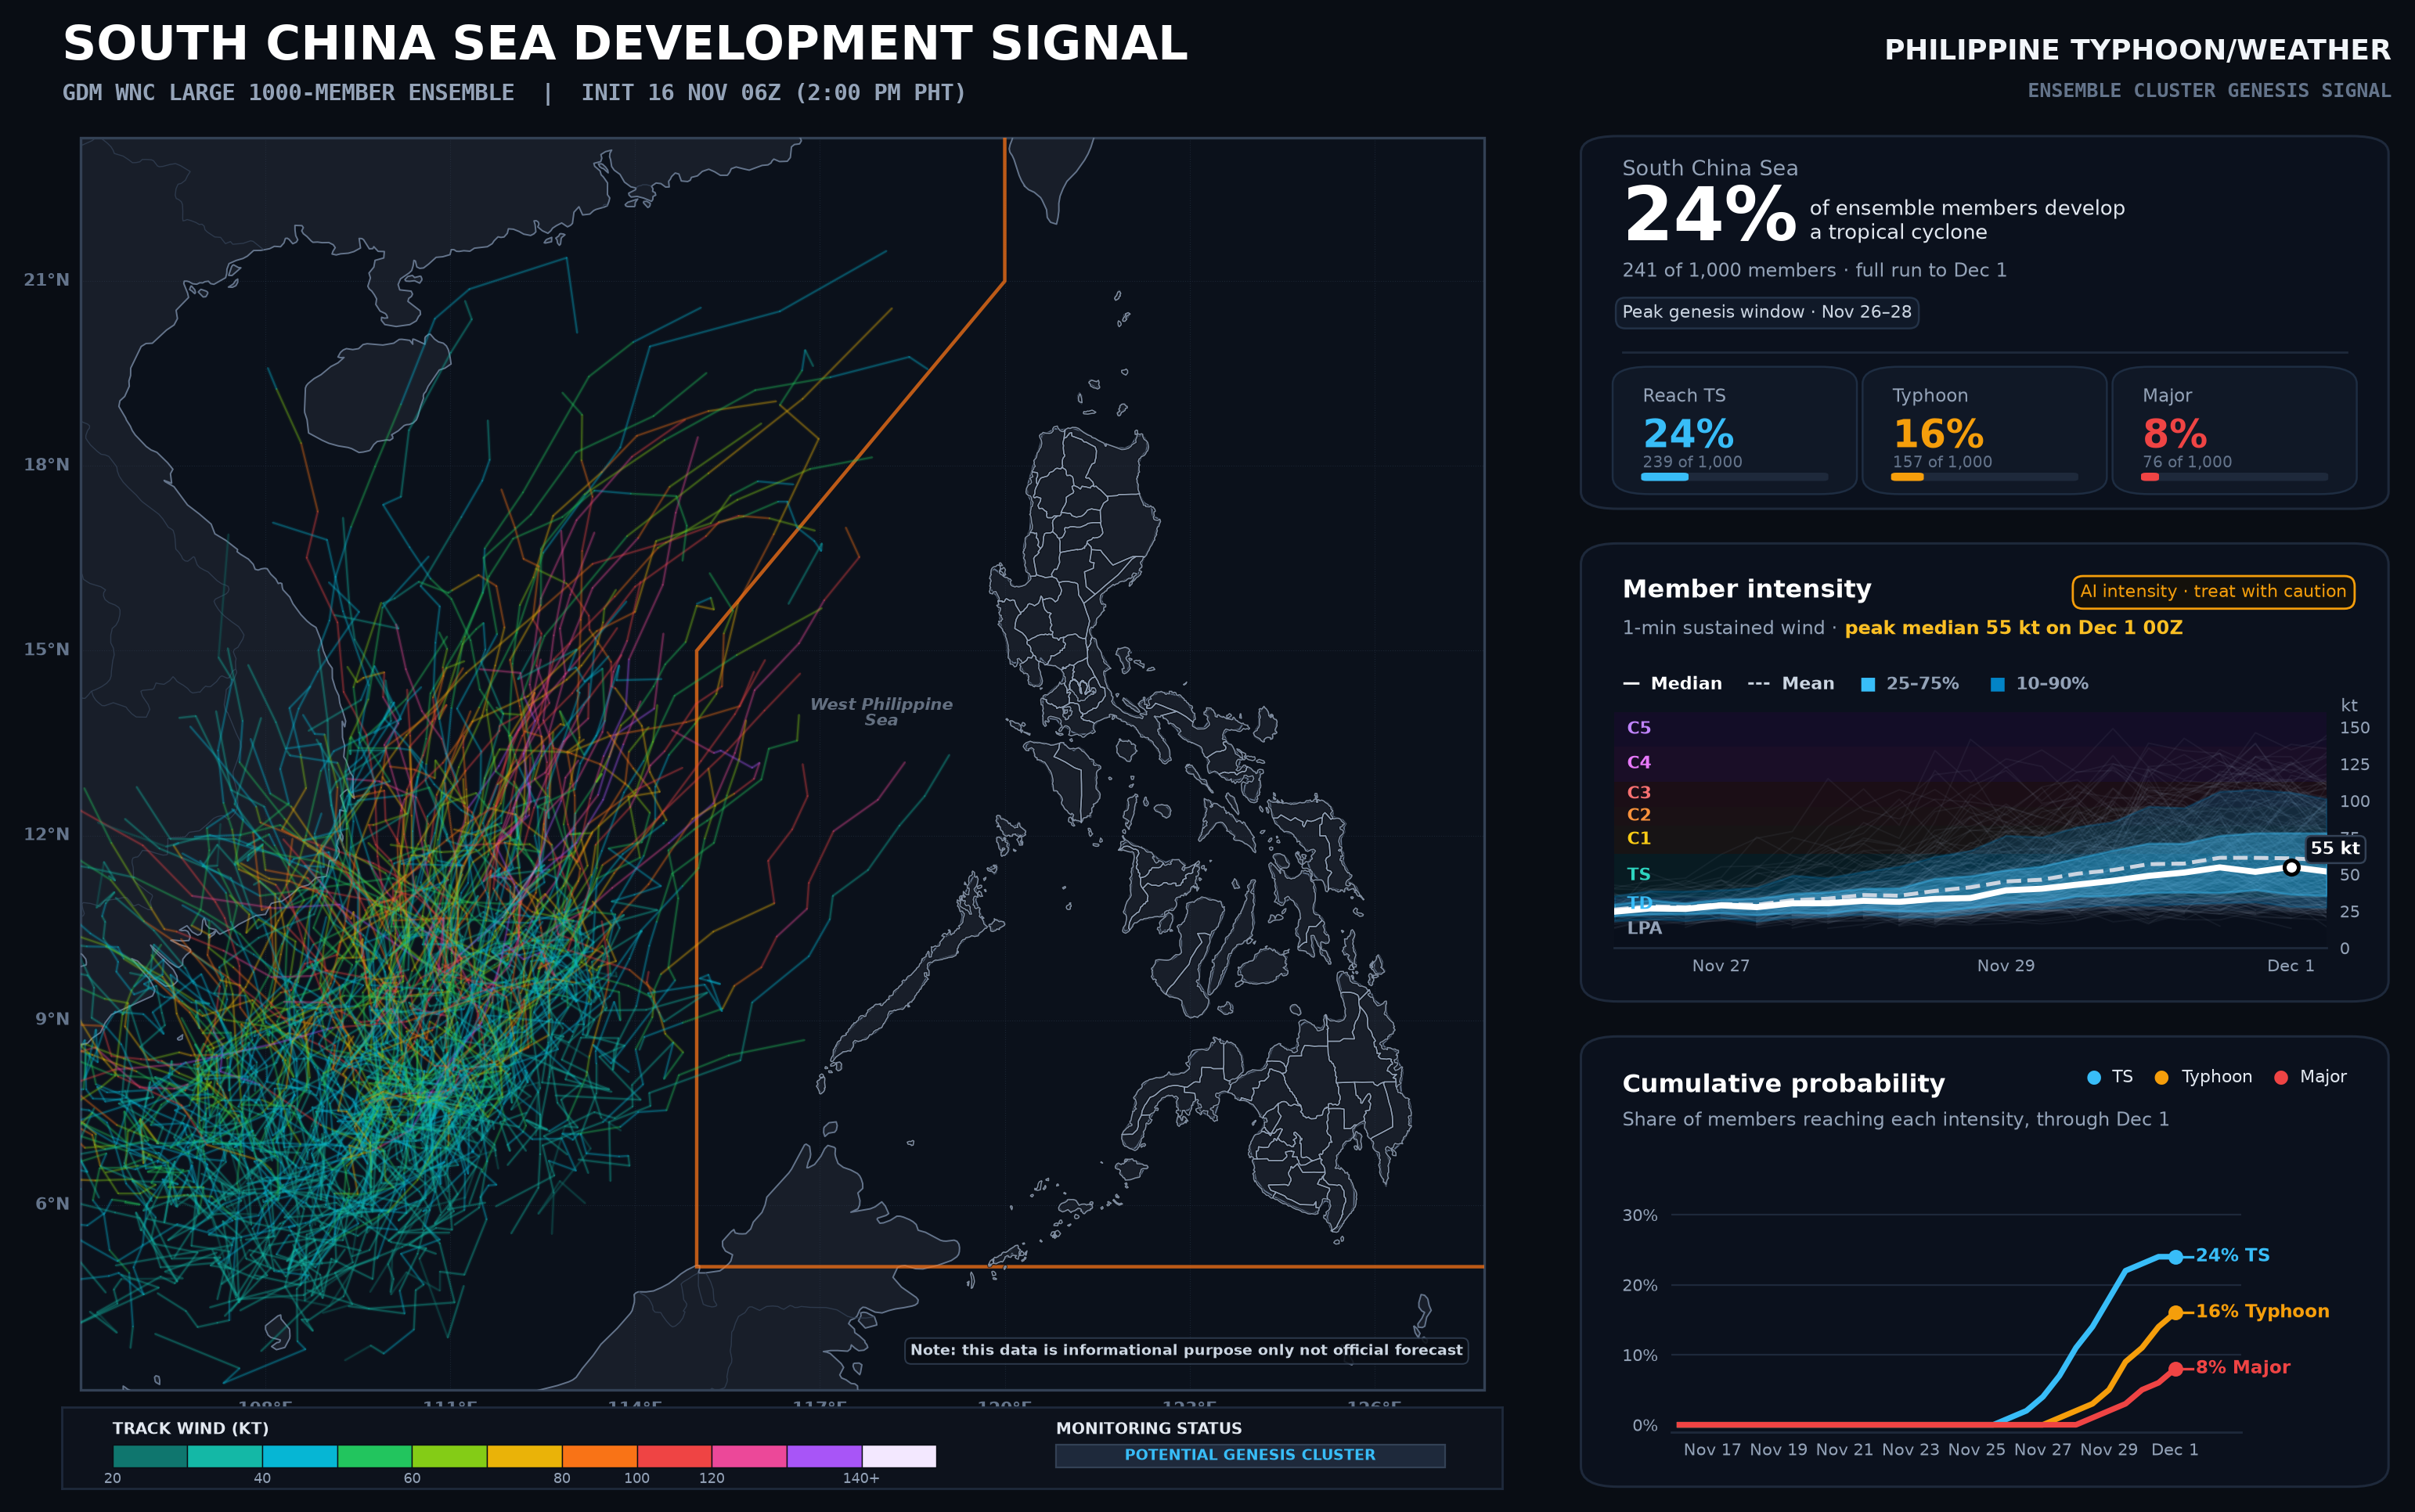 SOUTH CHINA SEA DEVELOPMENT SIGNAL
GDM WNC LARGE 1000-MEMBER ENSEMBLE | INIT 16 NOV 06Z (2:00 PM PHT)
PHILIPPINE TYPHOON/WEATHER
ENSEMBLE CLUSTER GENESIS SIGNAL
21°N
18°N
15°N
12°N
9°N
6°N
West Philippine
Sea
Note: this data is informational purpose only not official forecast
108°E 111°E 114°E 117°E 120°E 123°E 126°E
TRACK WIND (KT)
20 40 60 80 100 120 140+
MONITORING STATUS
POTENTIAL GENESIS CLUSTER
South China Sea
24% of ensemble members develop
a tropical cyclone
241 of 1,000 members · full run to Dec 1
Peak genesis window · Nov 26–28
Reach TS
24%
239 of 1,000
Typhoon
16%
157 of 1,000
Major
8%
76 of 1,000
Member intensity
AI intensity · treat with caution
1-min sustained wind · peak median 55 kt on Dec 1 00Z
Median Mean 25–75% 10–90%
kt
C5
C4
C3
C2
C1
TS
TD
LPA
150
125
100
75
55 kt
50
25
0
Nov 27 Nov 29 Dec 1
Cumulative probability
TS Typhoon Major
Share of members reaching each intensity, through Dec 1
30%
20%
10%
0%
24% TS
16% Typhoon
8% Major
Nov 17 Nov 19 Nov 21 Nov 23 Nov 25 Nov 27 Nov 29 Dec 1